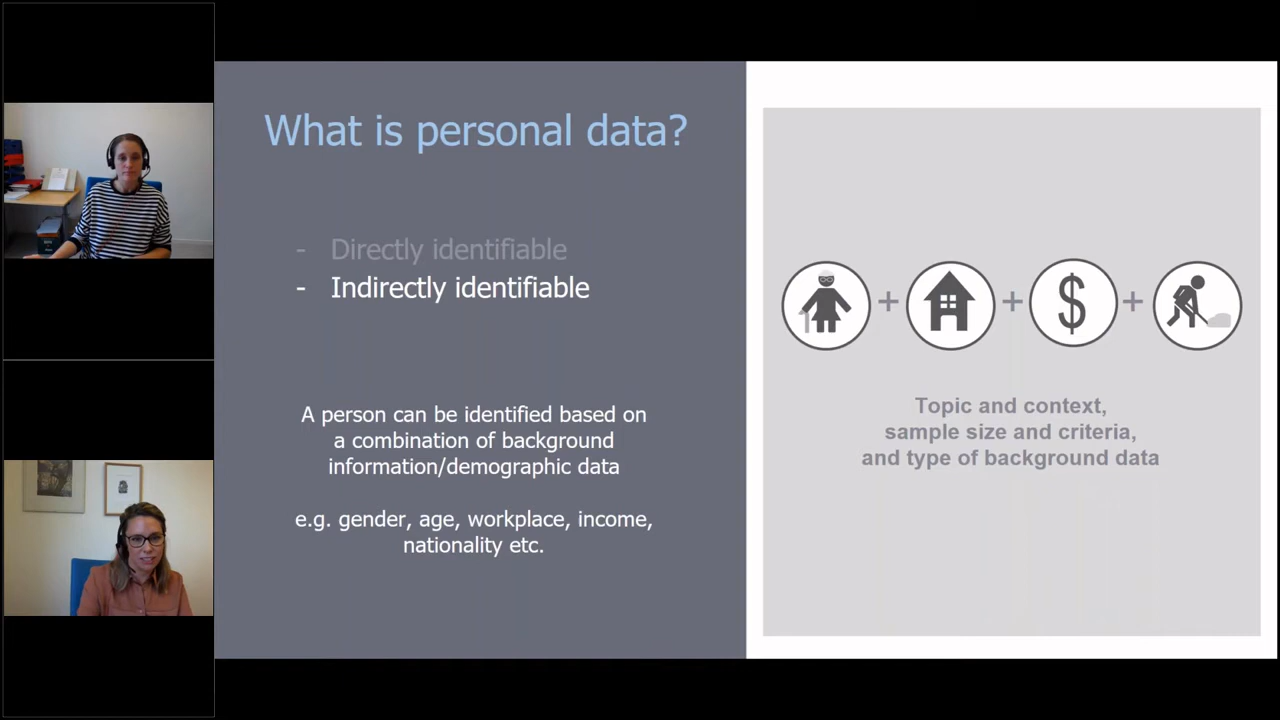 What is personal data?
- Directly identifiable
- Indirectly identifiable
A person can be identified based on
a combination of background
information/demographic data
e.g. gender, age, workplace, income,
nationality etc.
+ + +
$
Topic and context,
sample size and criteria,
and type of background data